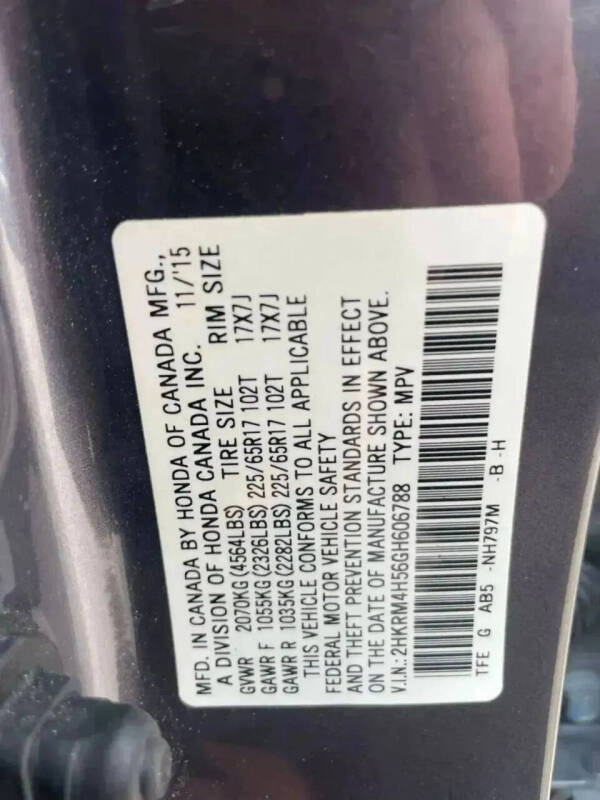 MFD. IN CANADA BY HONDA OF CANADA MFG.,
A DIVISION OF HONDA CANADA INC. 11/'15
TIRE SIZE RIM SIZE
GVWR 2070KG(4564LBS)
GAWR F 1055KG(2326LBS) 225/65R17 102T 17X7J
GAWR R 1035KG(2282LBS) 225/65R17 102T 17X7J
THIS VEHICLE CONFORMS TO ALL APPLICABLE
FEDERAL MOTOR VEHICLE SAFETY
AND THEFT PREVENTION STANDARDS IN EFFECT
ON THE DATE OF MANUFACTURE SHOWN ABOVE.
V.I.N.: 2HKRM4H56GH606788 TYPE: MPV
TFE G AB5 -NH797M -B -H